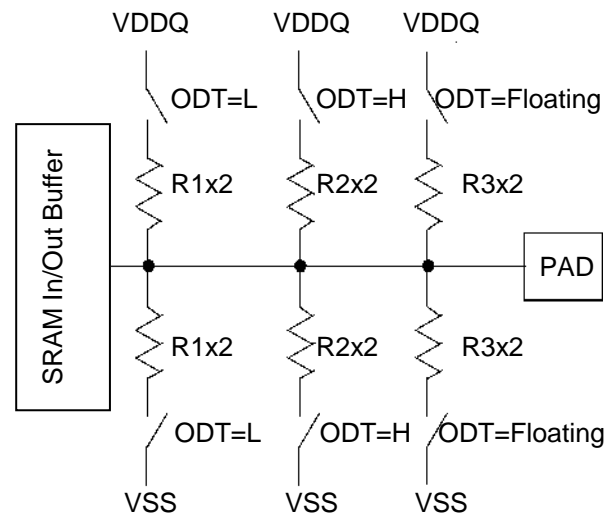 VDDQ VDDQ VDDQ
ODT=L ODT=H ODT=Floating
R1x2 R2x2 R3x2
SRAM In/Out Buffer
PAD
R1x2 R2x2 R3x2
ODT=L ODT=H ODT=Floating
VSS VSS VSS